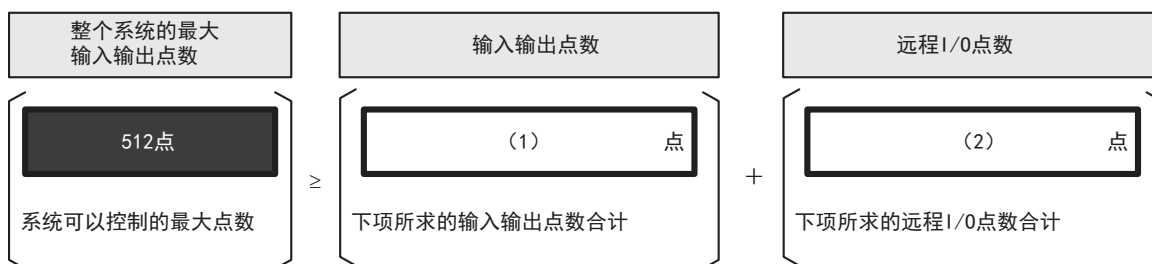 整个系统的最大
输入输出点数
输入输出点数
远程I/O点数
512点
(1) 点
(2) 点
≥
+
系统可以控制的最大点数
下项所求的输入输出点数合计
下项所求的远程I/O点数合计